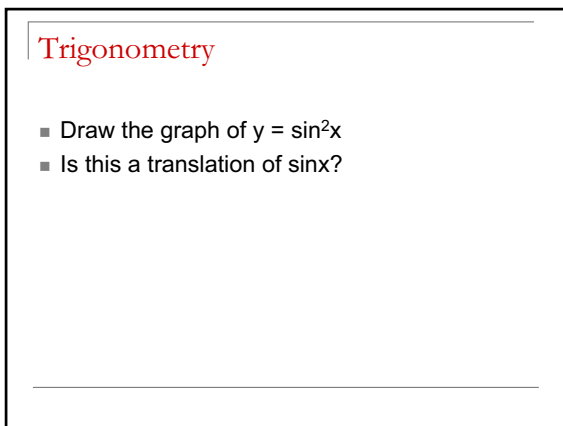 Trigonometry
■ Draw the graph of y = sin²x
■ Is this a translation of sinx?